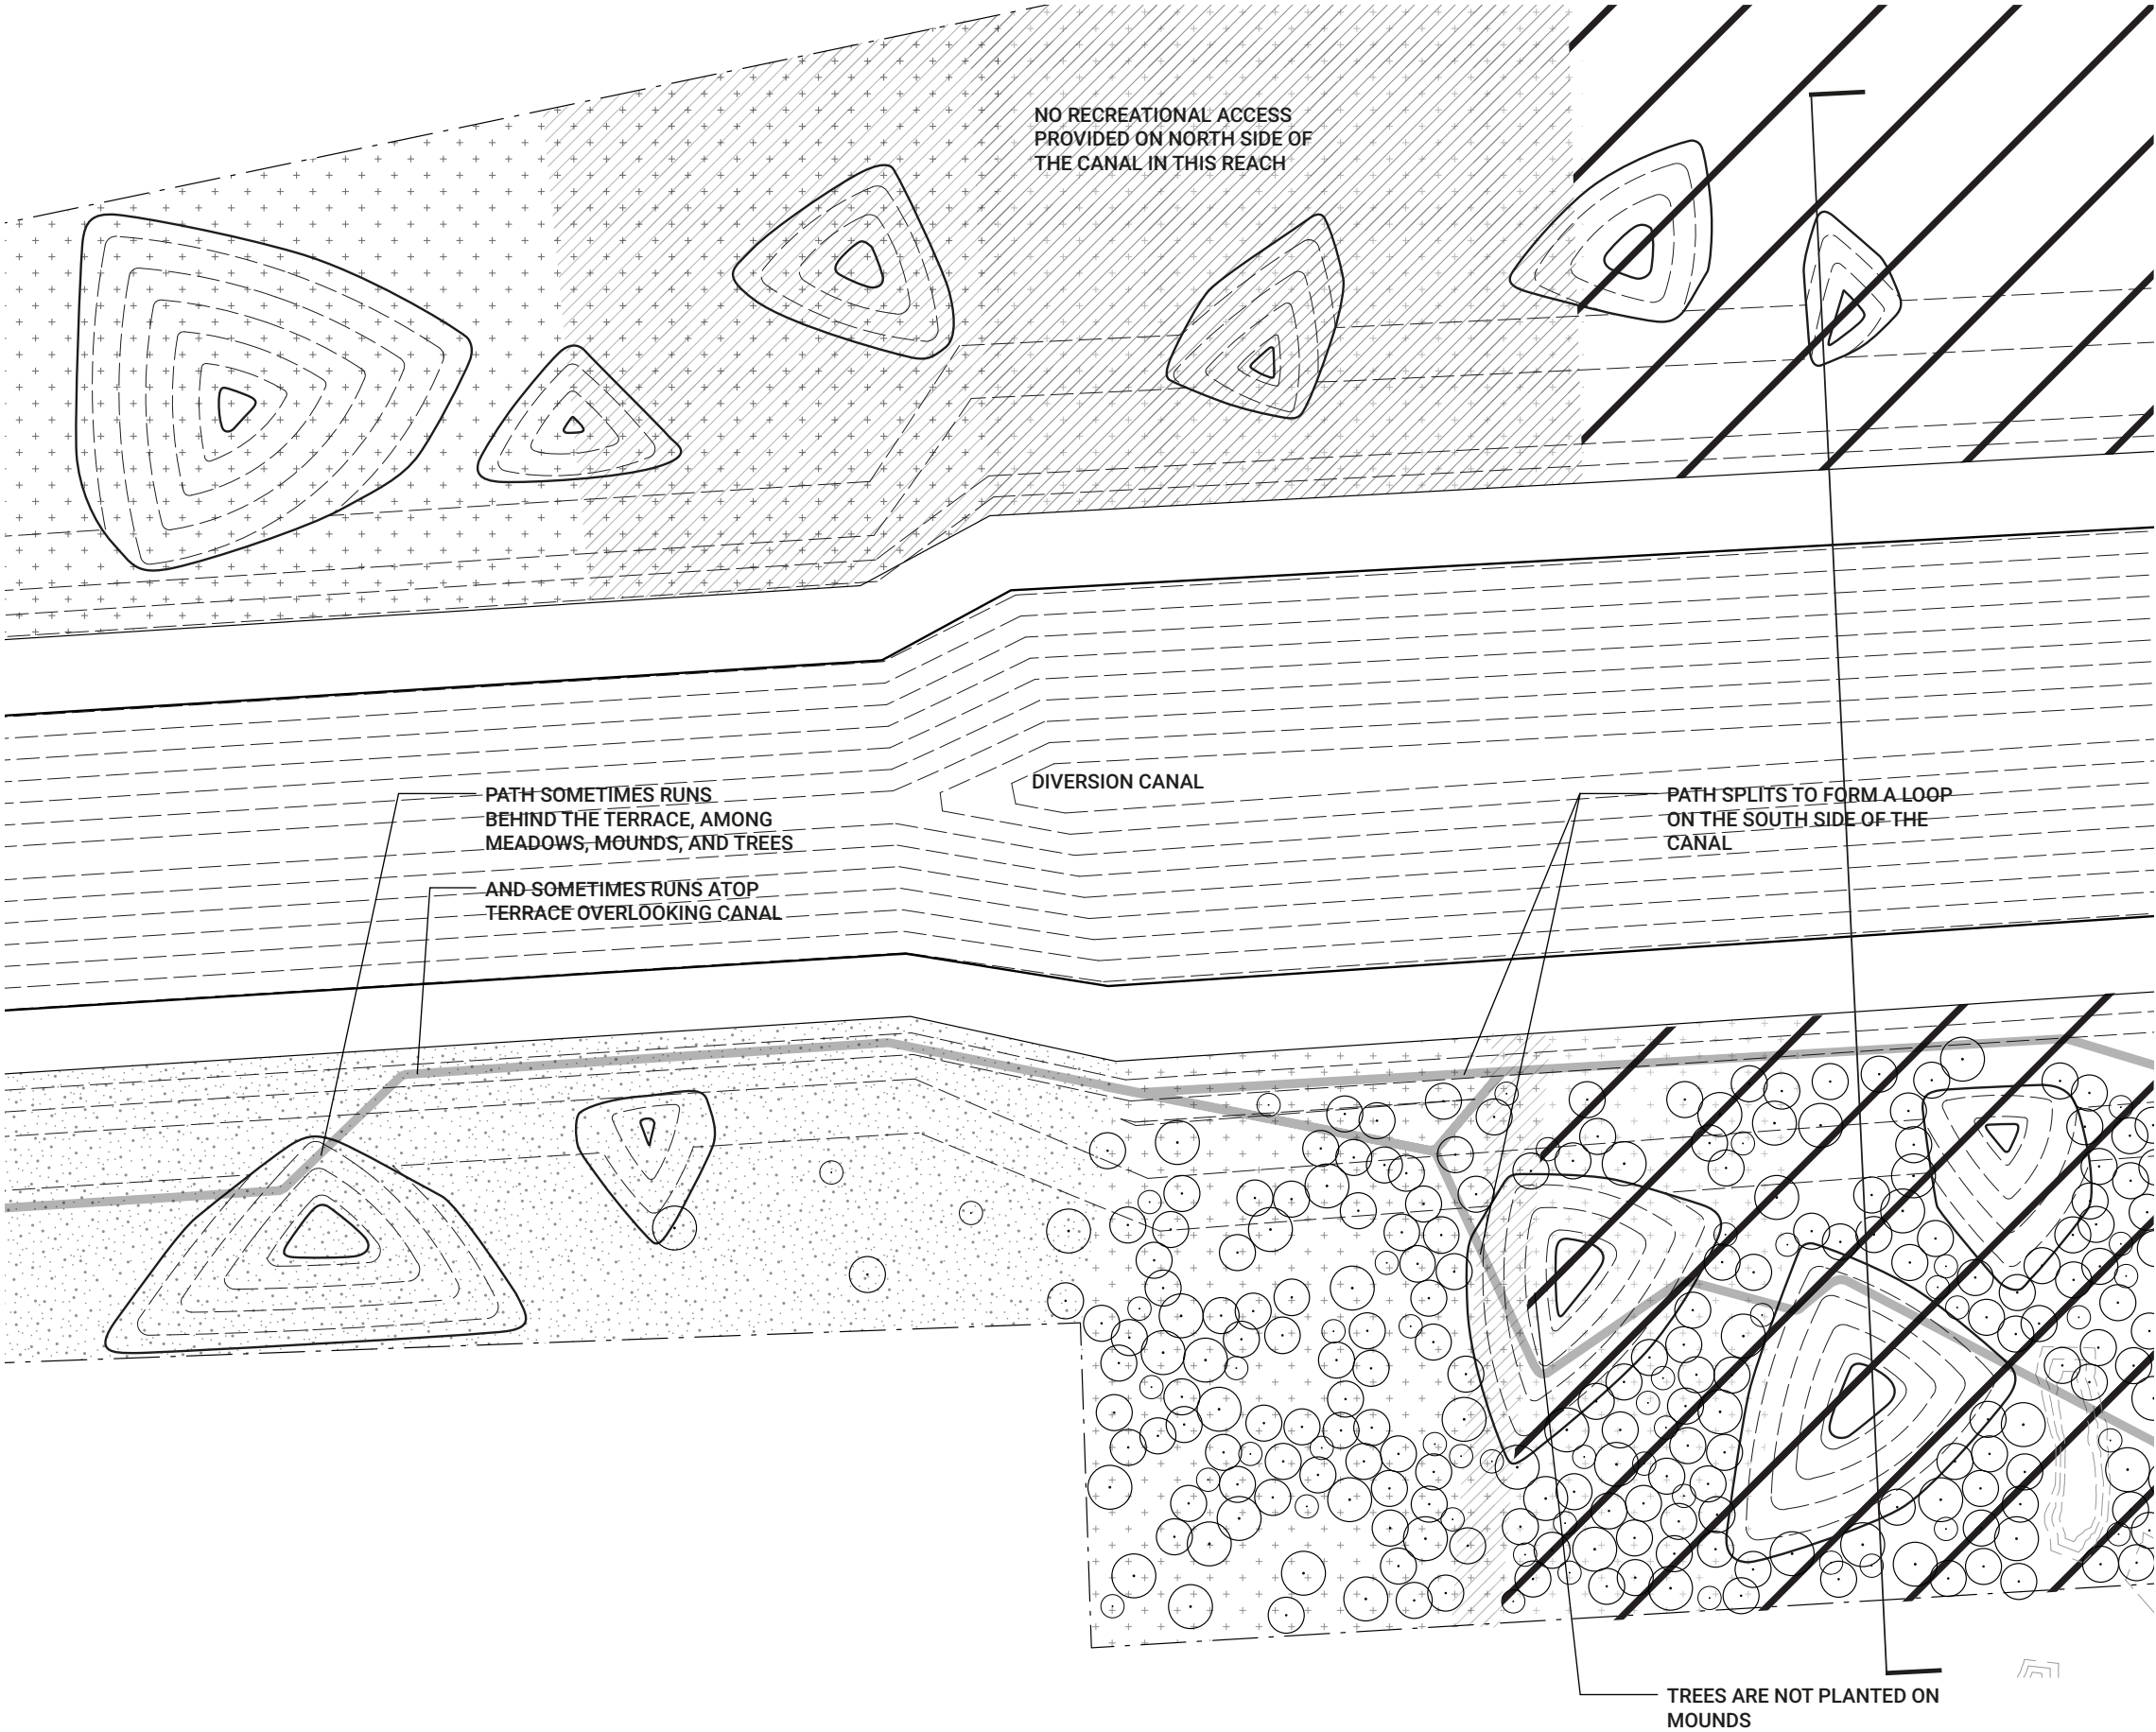 NO RECREATIONAL ACCESS
PROVIDED ON NORTH SIDE OF
THE CANAL IN THIS REACH
DIVERSION CANAL
PATH SOMETIMES RUNS
BEHIND THE TERRACE, AMONG
MEADOWS, MOUNDS, AND TREES
AND SOMETIMES RUNS ATOP
TERRACE OVERLOOKING CANAL
PATH SPLITS TO FORM A LOOP
ON THE SOUTH SIDE OF THE
CANAL
TREES ARE NOT PLANTED ON
MOUNDS